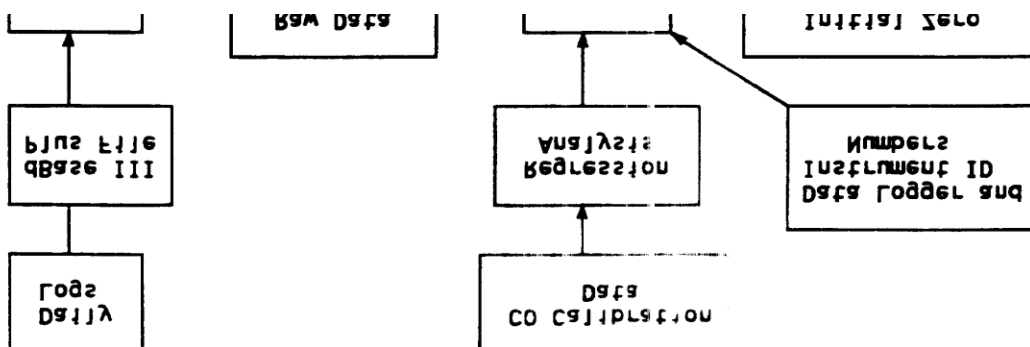 Daily
Logs
CO Calibration
Data
dBase III
Plus File
Regression
Analysis
Data Logger and
Instrument ID
Numbers
Raw Data
Initial Zero